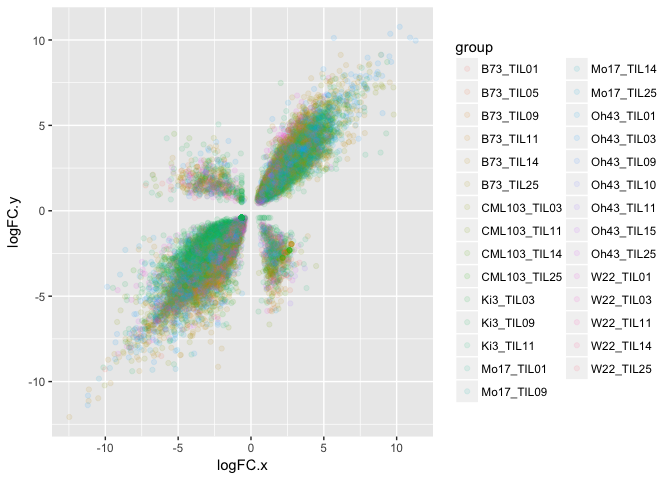 group
B73_TIL01
B73_TIL05
B73_TIL09
B73_TIL11
B73_TIL14
B73_TIL25
CML103_TIL03
CML103_TIL11
CML103_TIL14
CML103_TIL25
Ki3_TIL03
Ki3_TIL09
Ki3_TIL11
Mo17_TIL01
Mo17_TIL09
Mo17_TIL14
Mo17_TIL25
Oh43_TIL01
Oh43_TIL03
Oh43_TIL09
Oh43_TIL10
Oh43_TIL11
Oh43_TIL15
Oh43_TIL25
W22_TIL01
W22_TIL03
W22_TIL11
W22_TIL14
W22_TIL25
logFC.y
10
5
0
-5
-10
-10
-5
0
5
10
logFC.x